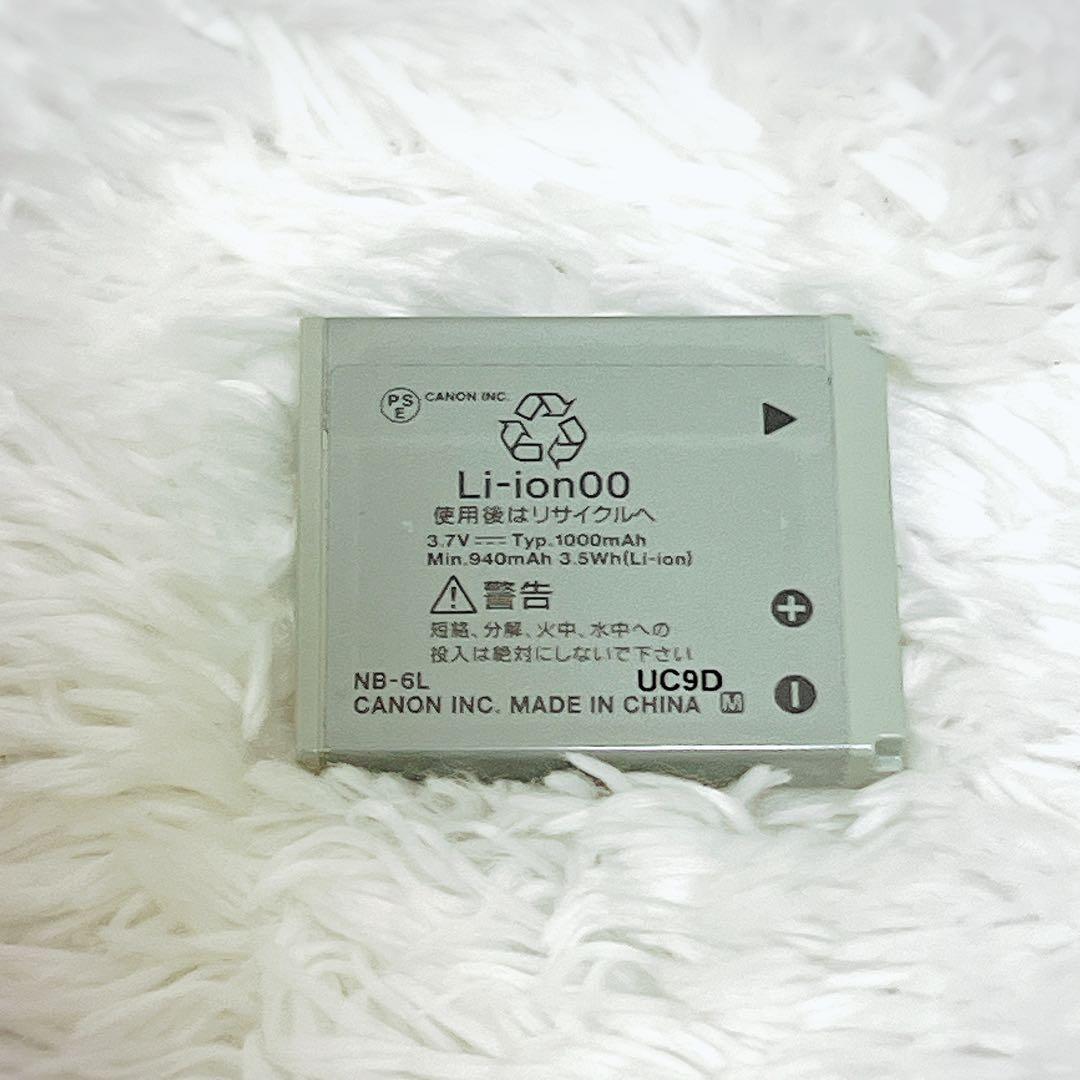 PSE CANON INC.
Li-ion00
使用後はリサイクルへ
3.7V⎓Typ.1000mAh
Min.940mAh 3.5Wh(Li-ion)
⚠警告
短絡、分解、火中、水中への
投入は絶対にしないで下さい
NB-6L UC9D
CANON INC. MADE IN CHINA M